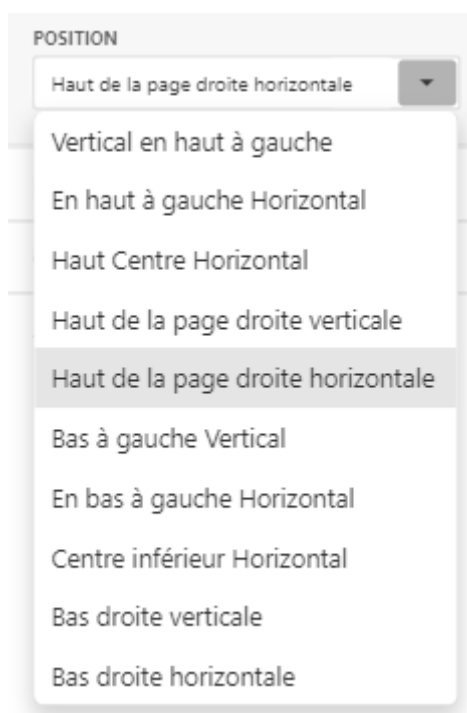 POSITION
Haut de la page droite horizontale
Vertical en haut à gauche
En haut à gauche Horizontal
Haut Centre Horizontal
Haut de la page droite verticale
Haut de la page droite horizontale
Bas à gauche Vertical
En bas à gauche Horizontal
Centre inférieur Horizontal
Bas droite verticale
Bas droite horizontale